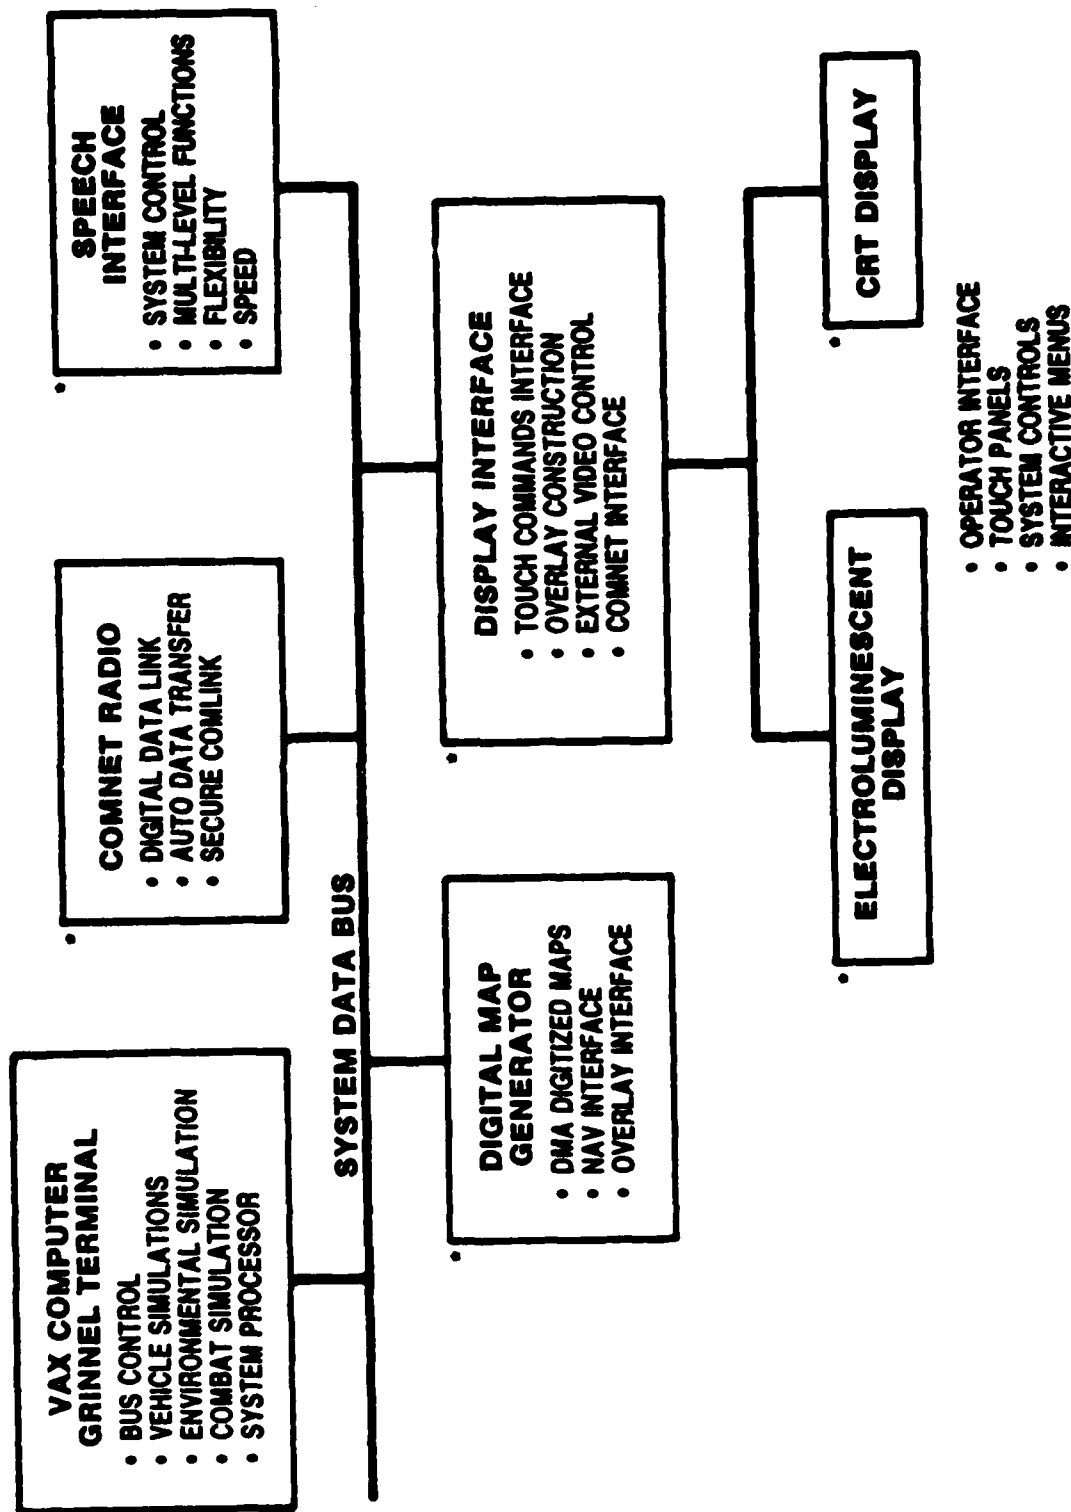 VAX COMPUTER
GRINNEL TERMINAL
• BUS CONTROL
• VEHICLE SIMULATIONS
• ENVIRONMENTAL SIMULATION
• COMBAT SIMULATION
• SYSTEM PROCESSOR
* COMNET RADIO
• DIGITAL DATA LINK
• AUTO DATA TRANSFER
• SECURE COMLINK
* SPEECH
INTERFACE
• SYSTEM CONTROL
• MULTI-LEVEL FUNCTIONS
• FLEXIBILITY
• SPEED
SYSTEM DATA BUS
* DIGITAL MAP
GENERATOR
• DMA DIGITIZED MAPS
• NAV INTERFACE
• OVERLAY INTERFACE
* DISPLAY INTERFACE
• TOUCH COMMANDS INTERFACE
• OVERLAY CONSTRUCTION
• EXTERNAL VIDEO CONTROL
• COMNET INTERFACE
* ELECTROLUMINESCENT
DISPLAY
* CRT DISPLAY
• OPERATOR INTERFACE
• TOUCH PANELS
• SYSTEM CONTROLS
• INTERACTIVE MENUS